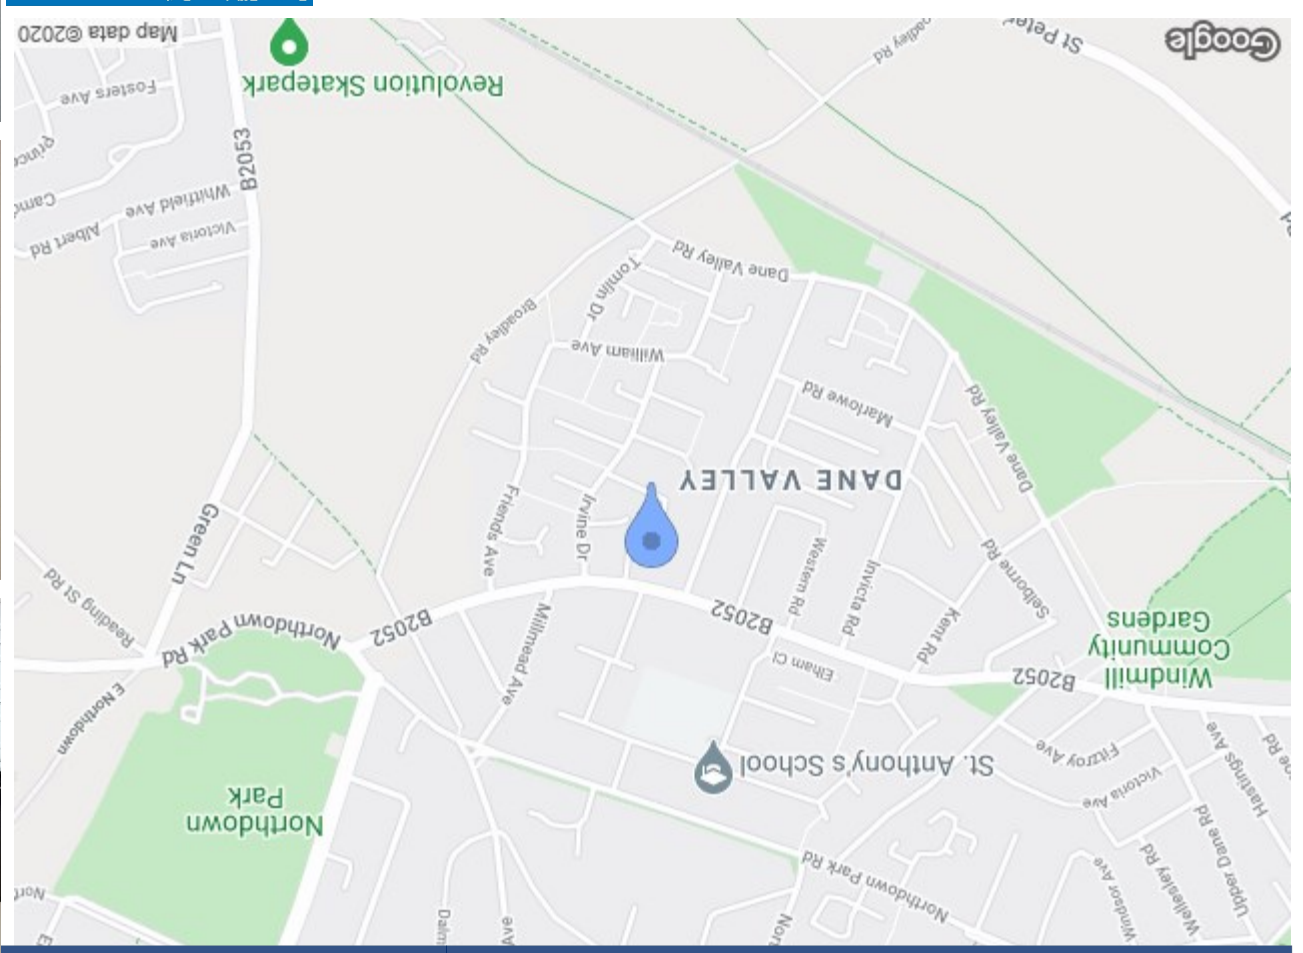 Upper Dane Rd
Wellesley Rd
Windsor Ave
Northdown Park Rd
Hastings Ave
Victoria Ave
Fitzroy Ave
St. Anthony's School
Northdown
Park
Windmill
Community
Gardens
B2052
Elham Cl
Millmead Ave
E Northdown
Kent Rd
Selborne Rd
Invicta Rd
Western Rd
B2052
B2052
Northdown Park Rd
Reading St Rd
Irvine Dr
Friends Ave
Green Ln
DANE VALLEY
Dane Valley Rd
Marlowe Rd
William Ave
Broadley Rd
Tomlin Dr
Dane Valley Rd
Victoria Ave
Albert Rd
Whitfield Ave
B2053
Fosters Ave
Revolution Skatepark
Broadley Rd
St Peter
Google
Map data ©2020